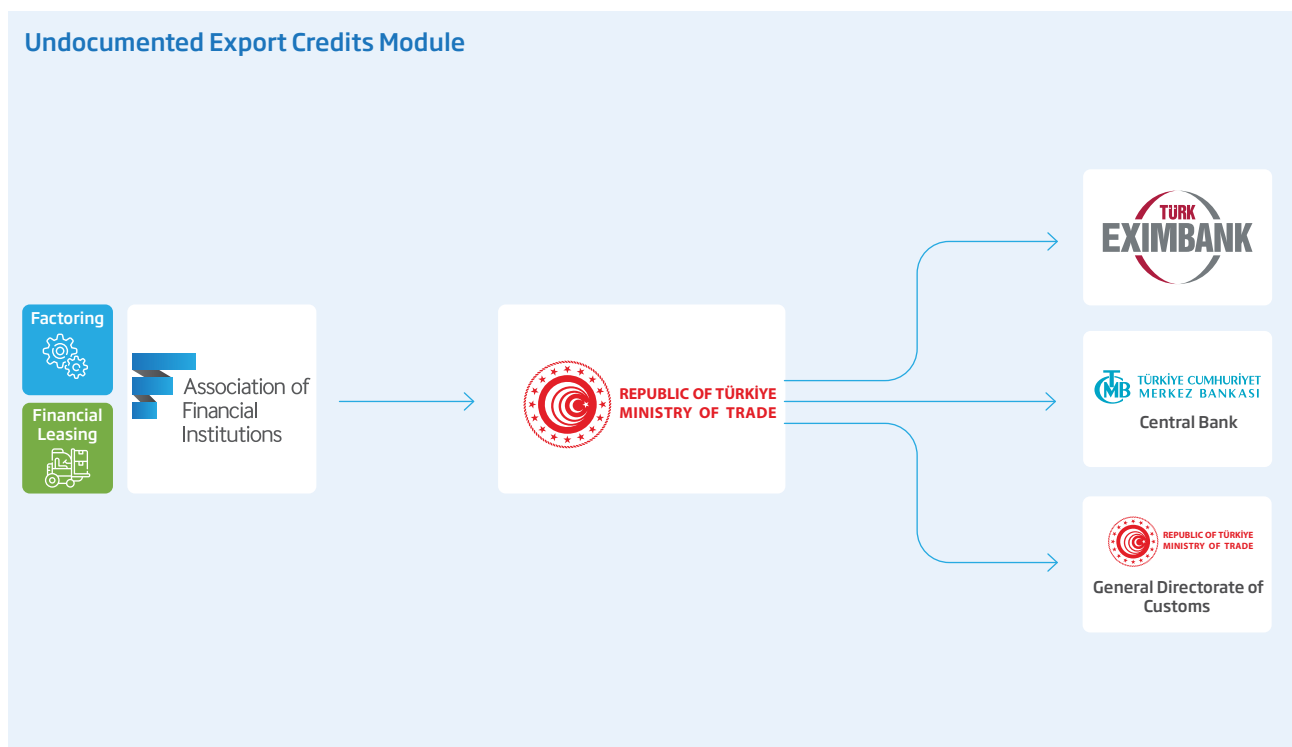 Undocumented Export Credits Module
Factoring
Financial
Leasing
Association of
Financial
Institutions
REPUBLIC OF TÜRKİYE
MINISTRY OF TRADE
TÜRK
EXIMBANK
TCMB
TÜRKİYE CUMHURİYET
MERKEZ BANKASI
Central Bank
REPUBLIC OF TÜRKİYE
MINISTRY OF TRADE
General Directorate of
Customs